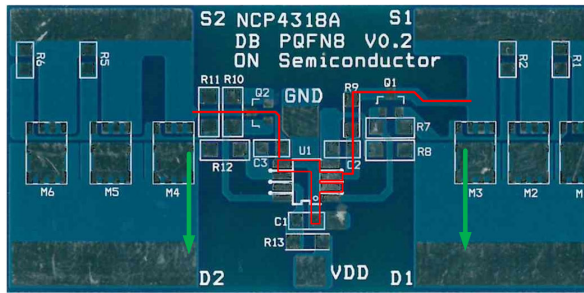 S2 NCP4318A S1
DB PQFN8 V0.2
ON Semiconductor
R6
R5
R11 R10
Q2
GND
R9
Q1
R2
R1
R7
R8
R12
C3
U1
C2
M6
M5
M4
M3
M2
M
C1
R13
D2
VDD
D1